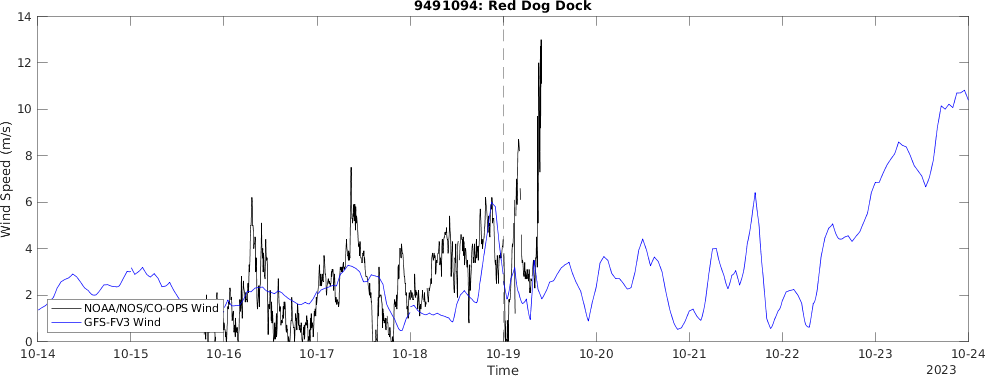 9491094: Red Dog Dock
Wind Speed (m/s)
14
12
10
8
6
4
2
0
NOAA/NOS/CO-OPS Wind
GFS-FV3 Wind
10-14 10-15 10-16 10-17 10-18 10-19 10-20 10-21 10-22 10-23 10-24
Time
2023